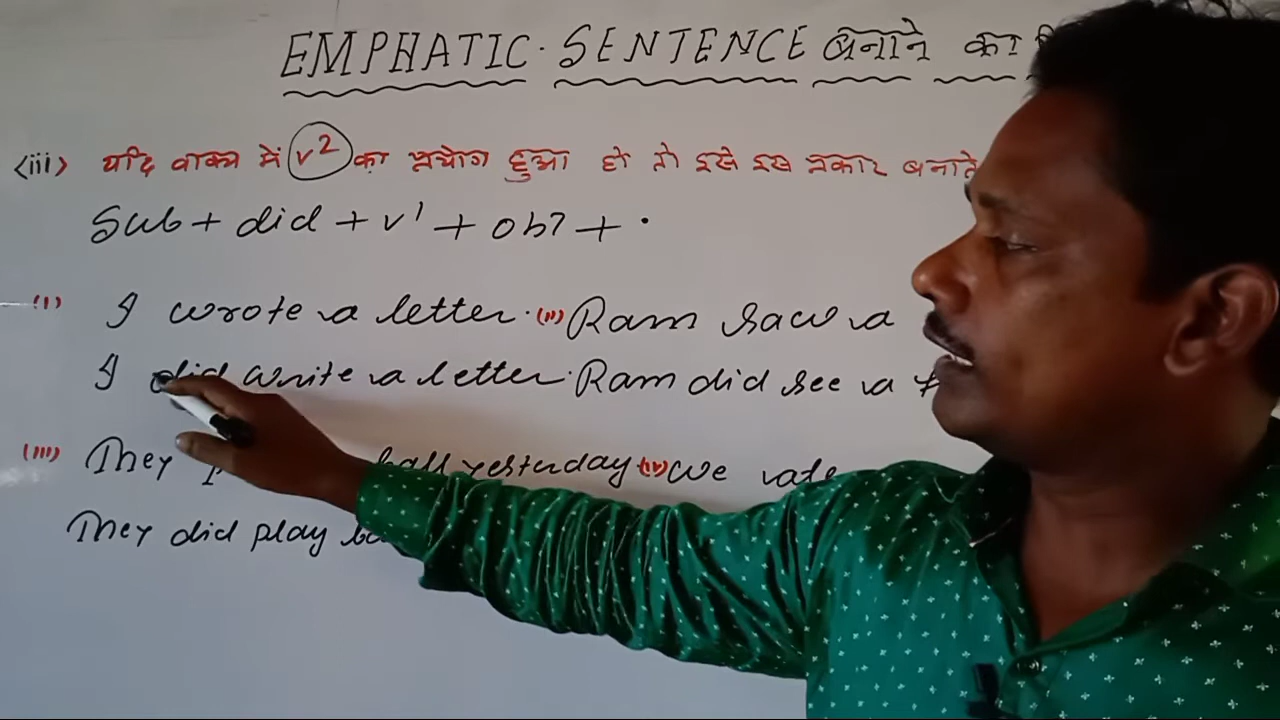 EMPHATIC. SENTENCE बनाने का
(iii) यदि वाक्य में v² का प्रयोग हुआ हो तो इसे इस प्रकार बनाते
Sub + did + v¹ + obj + .
(i) I wrote a letter. (ii) Ram saw a
I did write a letter. Ram did see a
(iii) They ball yesterday (iv) we ate
They did play